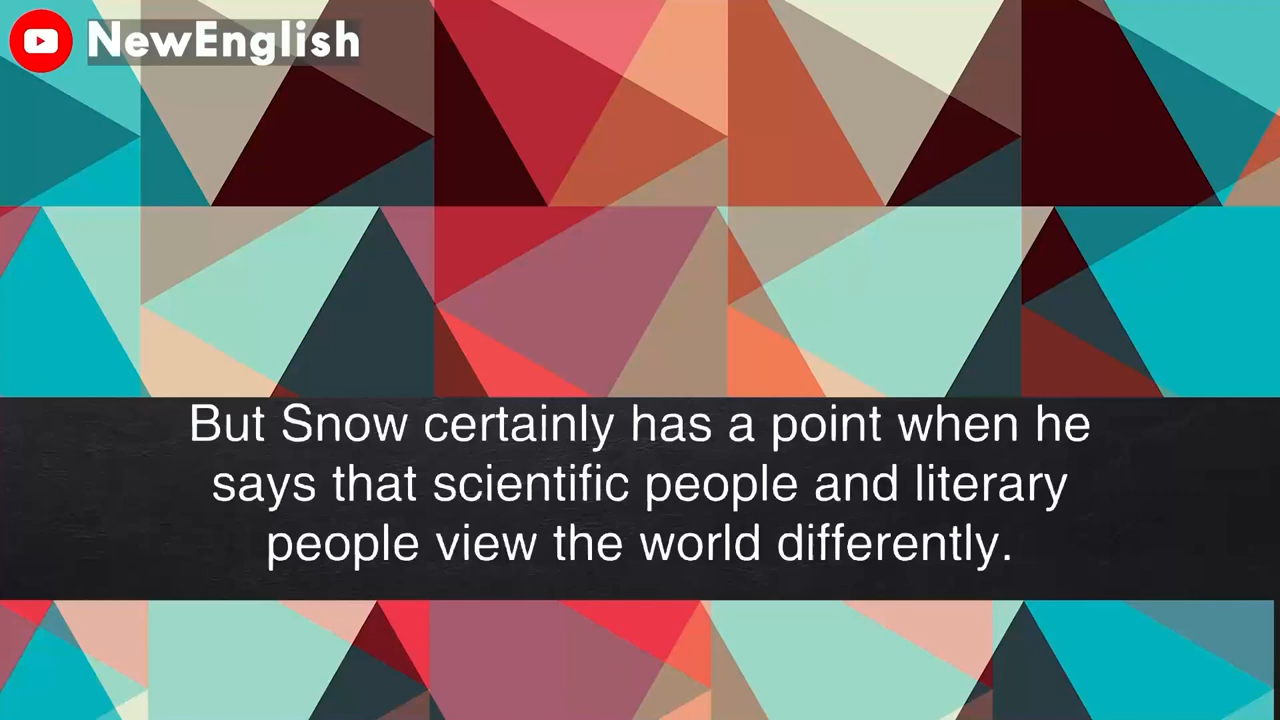 NewEnglish
But Snow certainly has a point when he
says that scientific people and literary
people view the world differently.